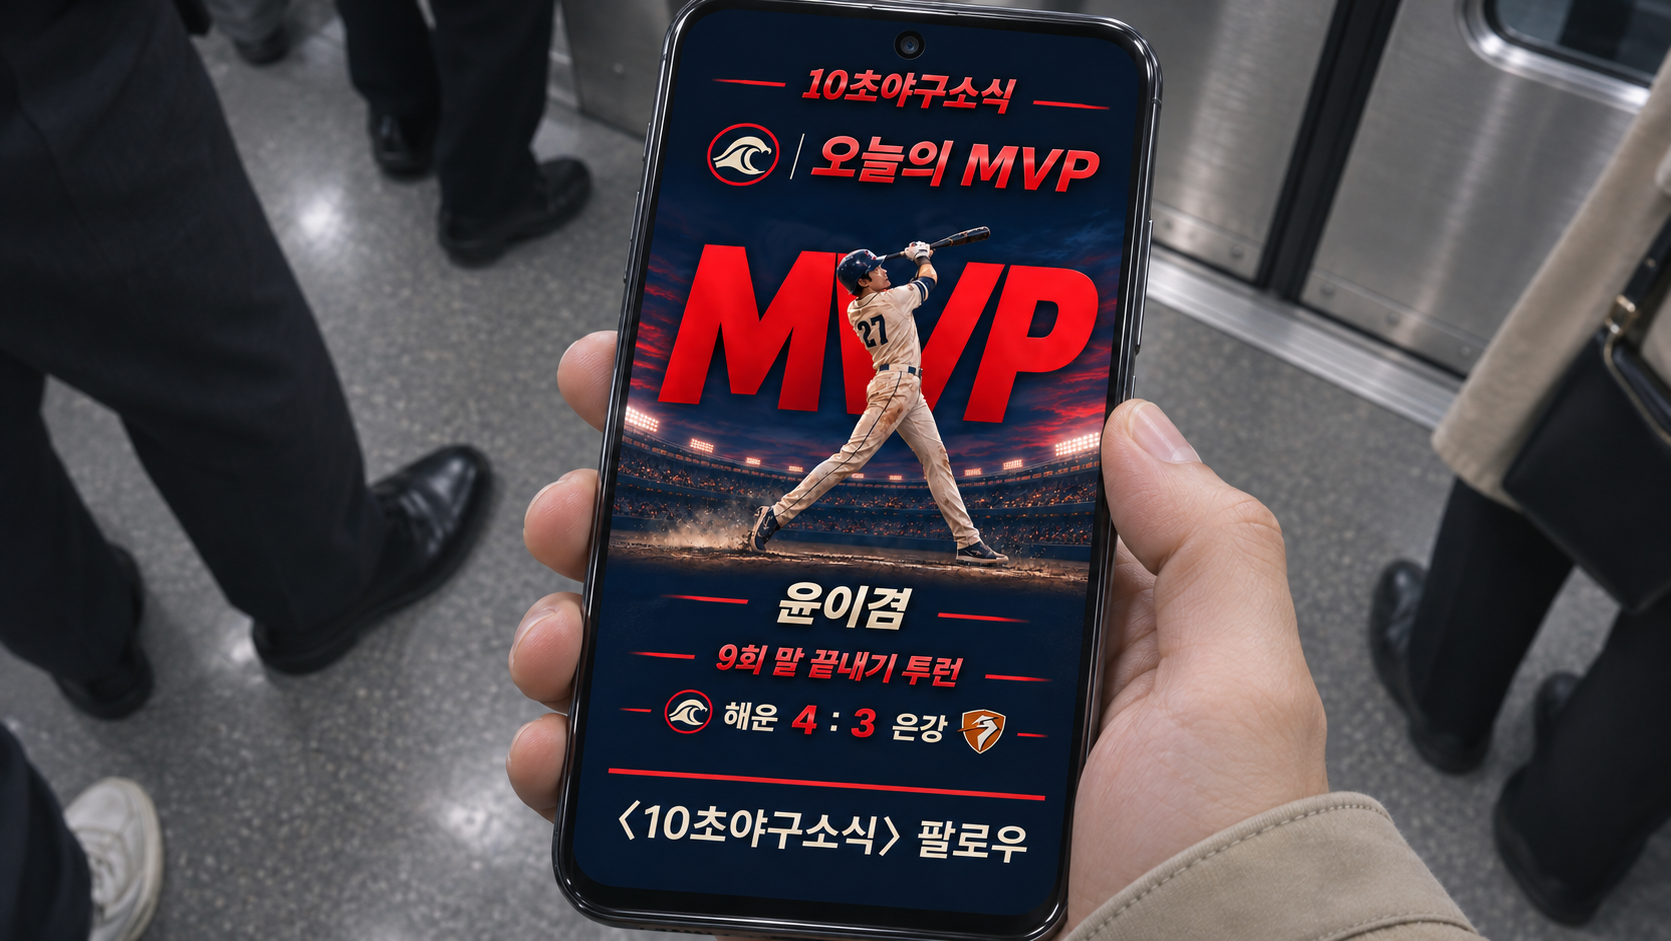 10초야구소식
오늘의 MVP
MVP
27
윤이겸
9회 말 끝내기 투런
해운 4 : 3 은강
〈10초야구소식〉 팔로우